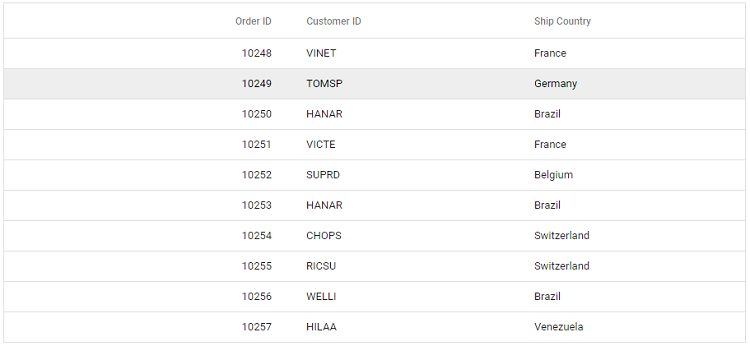 Order ID Customer ID Ship Country
10248 VINET France
10249 TOMSP Germany
10250 HANAR Brazil
10251 VICTE France
10252 SUPRD Belgium
10253 HANAR Brazil
10254 CHOPS Switzerland
10255 RICSU Switzerland
10256 WELLI Brazil
10257 HILAA Venezuela